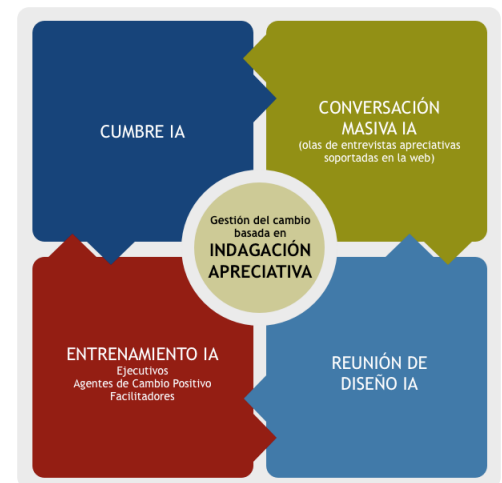 CUMBRE IA
CONVERSACIÓN
MASIVA IA
(olas de entrevistas apreciativas
soportadas en la web)
Gestión del cambio
basada en
INDAGACIÓN
APRECIATIVA
ENTRENAMIENTO IA
Ejecutivos
Agentes de Cambio Positivo
Facilitadores
REUNIÓN DE
DISEÑO IA